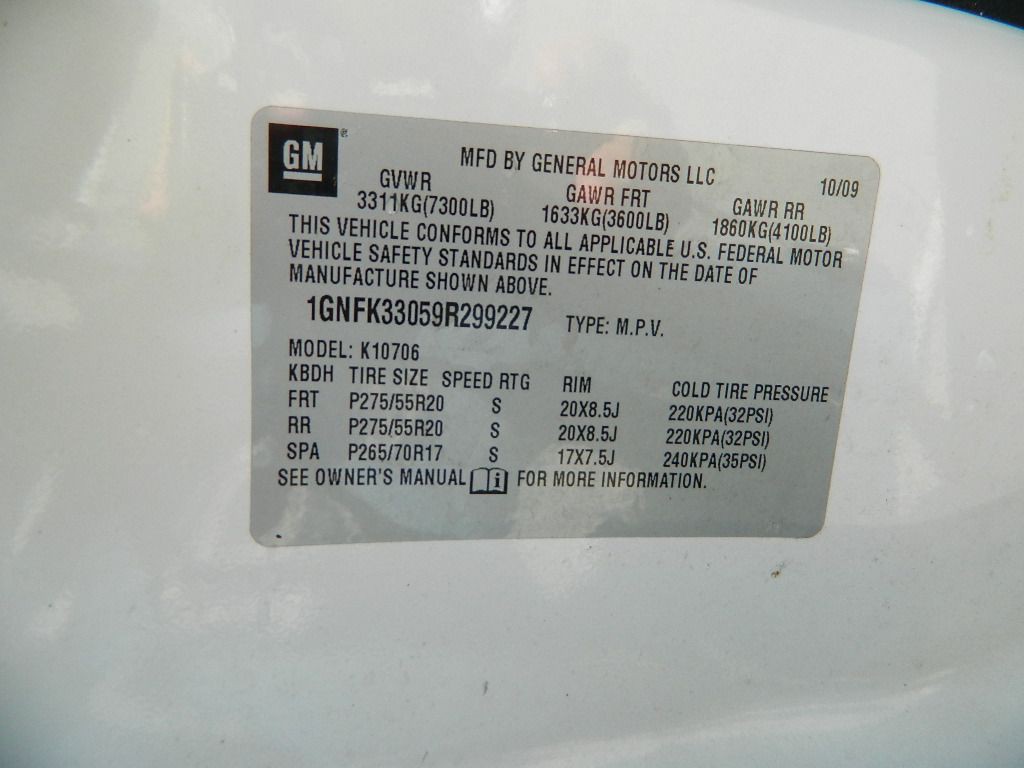 GM ®
MFD BY GENERAL MOTORS LLC 10/09
GVWR GAWR FRT GAWR RR
3311KG(7300LB) 1633KG(3600LB) 1860KG(4100LB)
THIS VEHICLE CONFORMS TO ALL APPLICABLE U.S. FEDERAL MOTOR
VEHICLE SAFETY STANDARDS IN EFFECT ON THE DATE OF
MANUFACTURE SHOWN ABOVE.
1GNFK33059R299227 TYPE: M.P.V.
MODEL: K10706
KBDH TIRE SIZE SPEED RTG RIM COLD TIRE PRESSURE
FRT P275/55R20 S 20X8.5J 220KPA(32PSI)
RR P275/55R20 S 20X8.5J 220KPA(32PSI)
SPA P265/70R17 S 17X7.5J 240KPA(35PSI)
SEE OWNER'S MANUAL i FOR MORE INFORMATION.